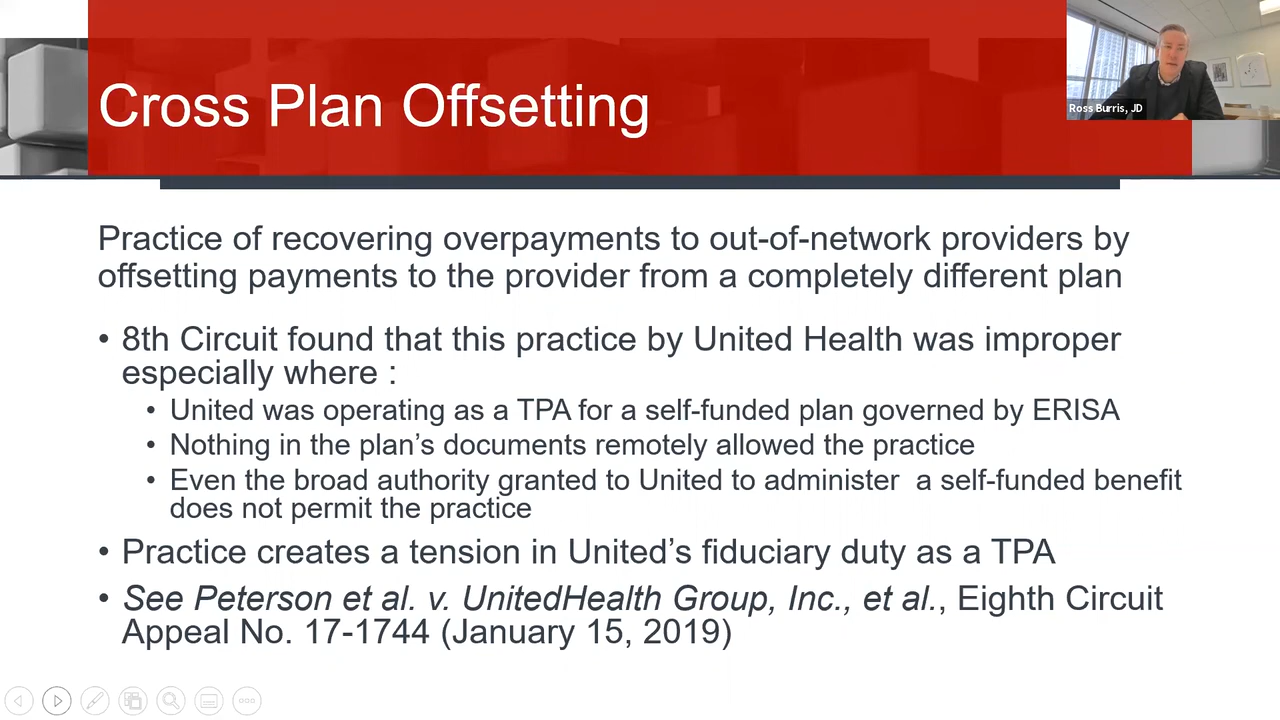 Cross Plan Offsetting
Ross Burris, JD
Practice of recovering overpayments to out-of-network providers by
offsetting payments to the provider from a completely different plan
• 8th Circuit found that this practice by United Health was improper
especially where :
• United was operating as a TPA for a self-funded plan governed by ERISA
• Nothing in the plan’s documents remotely allowed the practice
• Even the broad authority granted to United to administer  a self-funded benefit
does not permit the practice
• Practice creates a tension in United’s fiduciary duty as a TPA
• See Peterson et al. v. UnitedHealth Group, Inc., et al., Eighth Circuit
Appeal No. 17-1744 (January 15, 2019)